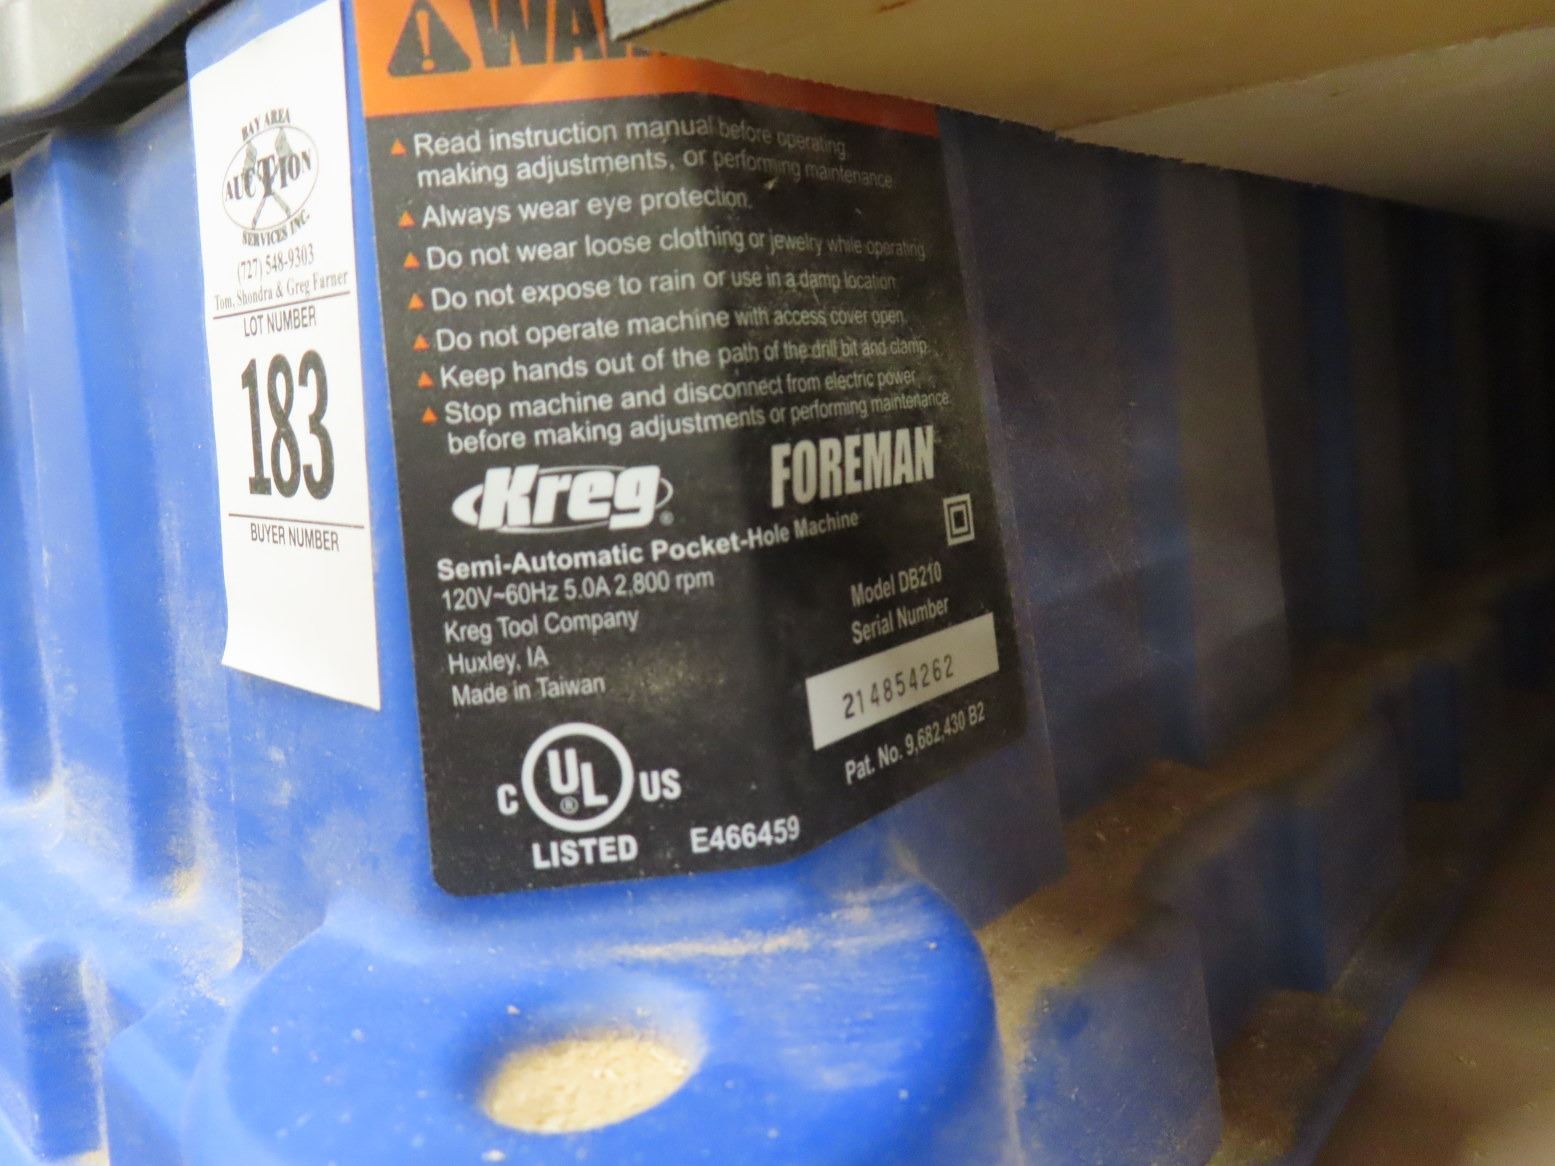 BAY AREA
AUCTION
SERVICES INC.
(727) 548-9303
Tom, Shondra & Greg Farner
LOT NUMBER
183
BUYER NUMBER
Read instruction manual before operating,
making adjustments, or performing maintenance.
Always wear eye protection.
Do not wear loose clothing or jewelry while operating.
Do not expose to rain or use in a damp location.
Do not operate machine with access cover open.
Keep hands out of the path of the drill bit and clamp.
Stop machine and disconnect from electric power
before making adjustments or performing maintenance.
Kreg®
FOREMAN
Semi-Automatic Pocket-Hole Machine
120V~60Hz 5.0A 2,800 rpm
Kreg Tool Company
Huxley, IA
Made in Taiwan
Model DB210
Serial Number
214854262
Pat. No. 9,682,430 B2
C UL® US
LISTED
E466459